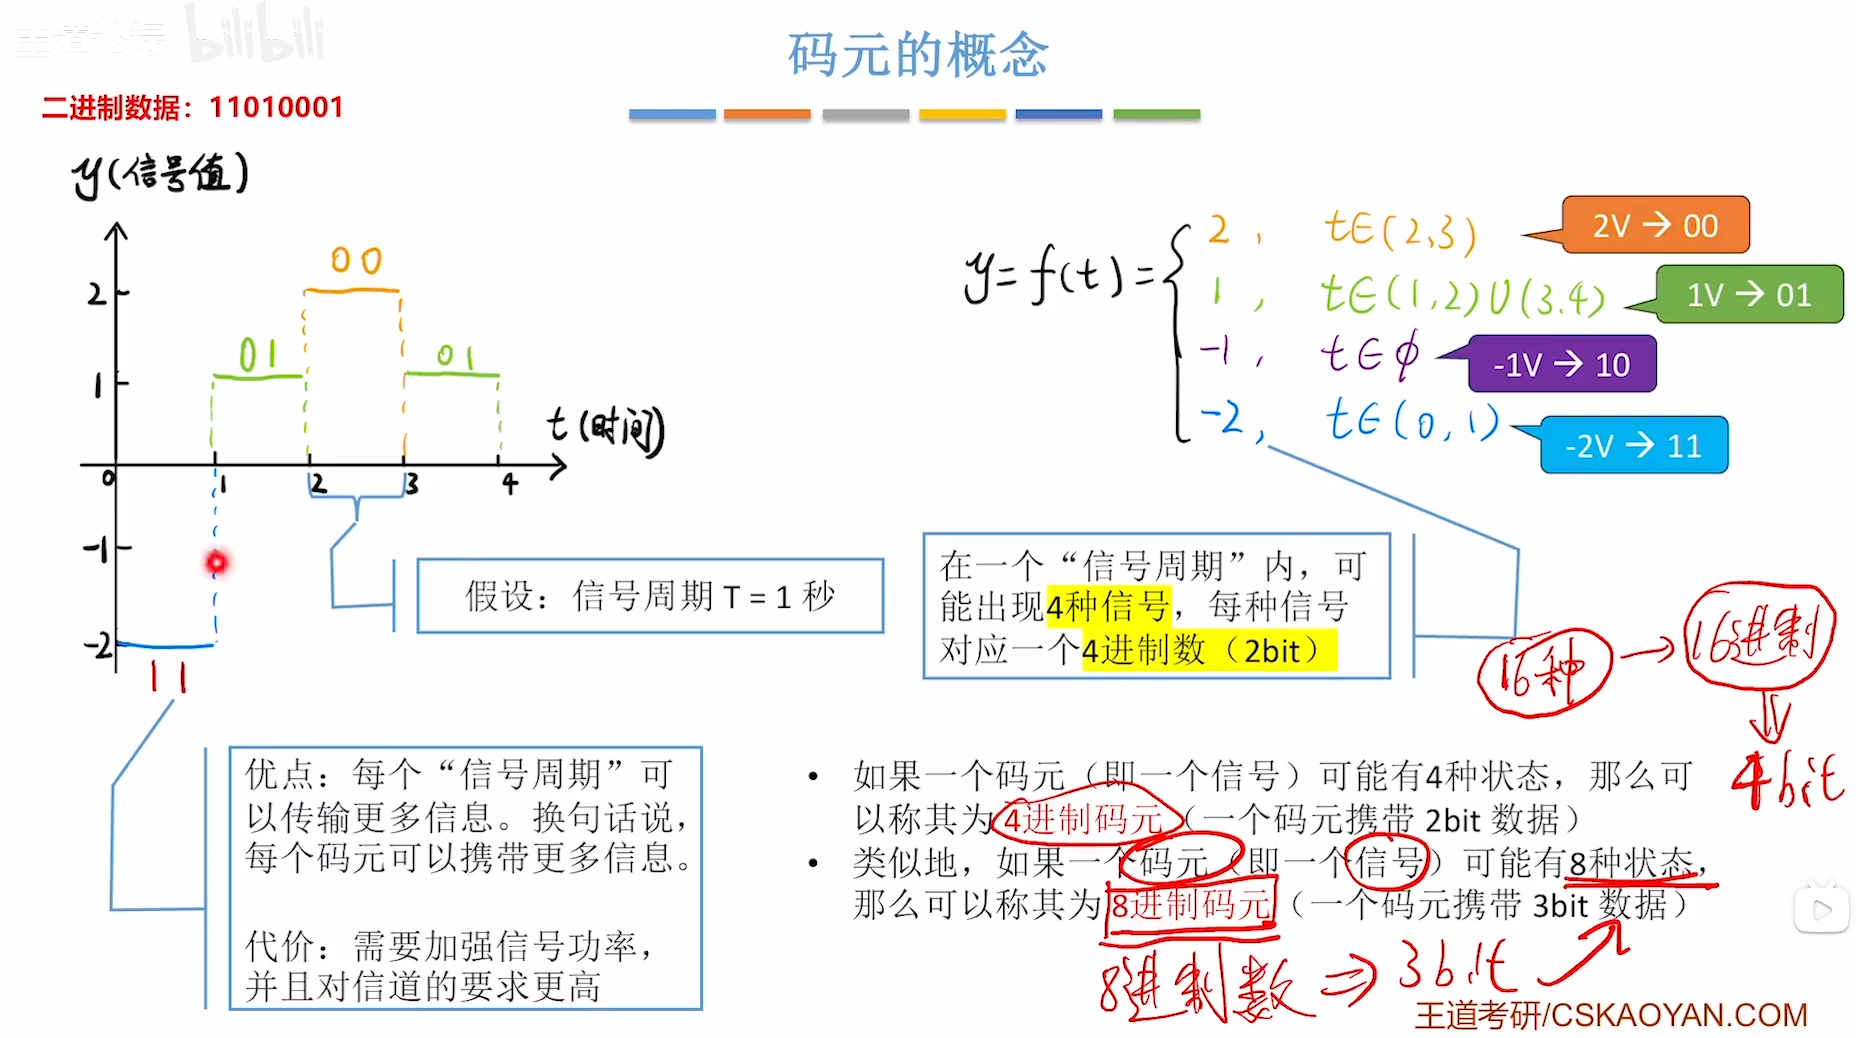 王道论坛 bilibili
码元的概念
二进制数据：11010001
y(信号值)
2
1
0
-1
-2
1
2
3
4
t(时间)
11
01
00
01
y=f(t)=
2, t∈(2,3)
1, t∈(1,2)∪(3.4)
-1, t∈φ
-2, t∈(0,1)
2V → 00
1V → 01
-1V → 10
-2V → 11
假设：信号周期 T = 1 秒
在一个“信号周期”内，可
能出现4种信号，每种信号
对应一个4进制数（2bit）
16种
16进制
4bit
优点：每个“信号周期”可
以传输更多信息。换句话说，
每个码元可以携带更多信息。
代价：需要加强信号功率，
并且对信道的要求更高
• 如果一个码元（即一个信号）可能有4种状态，那么可
以称其为 4进制码元（一个码元携带 2bit 数据）
• 类似地，如果一个码元（即一个信号）可能有8种状态，
那么可以称其为 8进制码元（一个码元携带 3bit 数据）
8进制数 ⇒ 3bit
王道考研/CSKAOYAN.COM